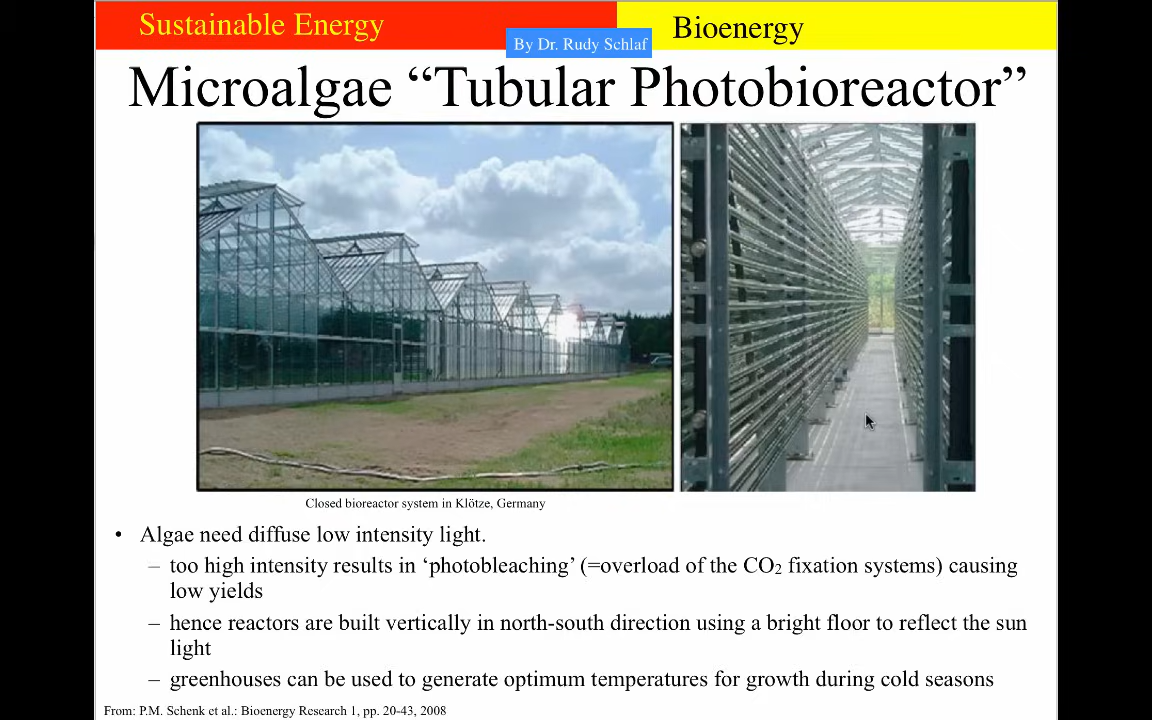 Sustainable Energy
Bioenergy
By Dr. Rudy Schlaf
Microalgae “Tubular Photobioreactor”
Closed bioreactor system in Klötze, Germany
• Algae need diffuse low intensity light.
– too high intensity results in ‘photobleaching’ (=overload of the CO₂ fixation systems) causing
low yields
– hence reactors are built vertically in north-south direction using a bright floor to reflect the sun
light
– greenhouses can be used to generate optimum temperatures for growth during cold seasons
From: P.M. Schenk et al.: Bioenergy Research 1, pp. 20-43, 2008